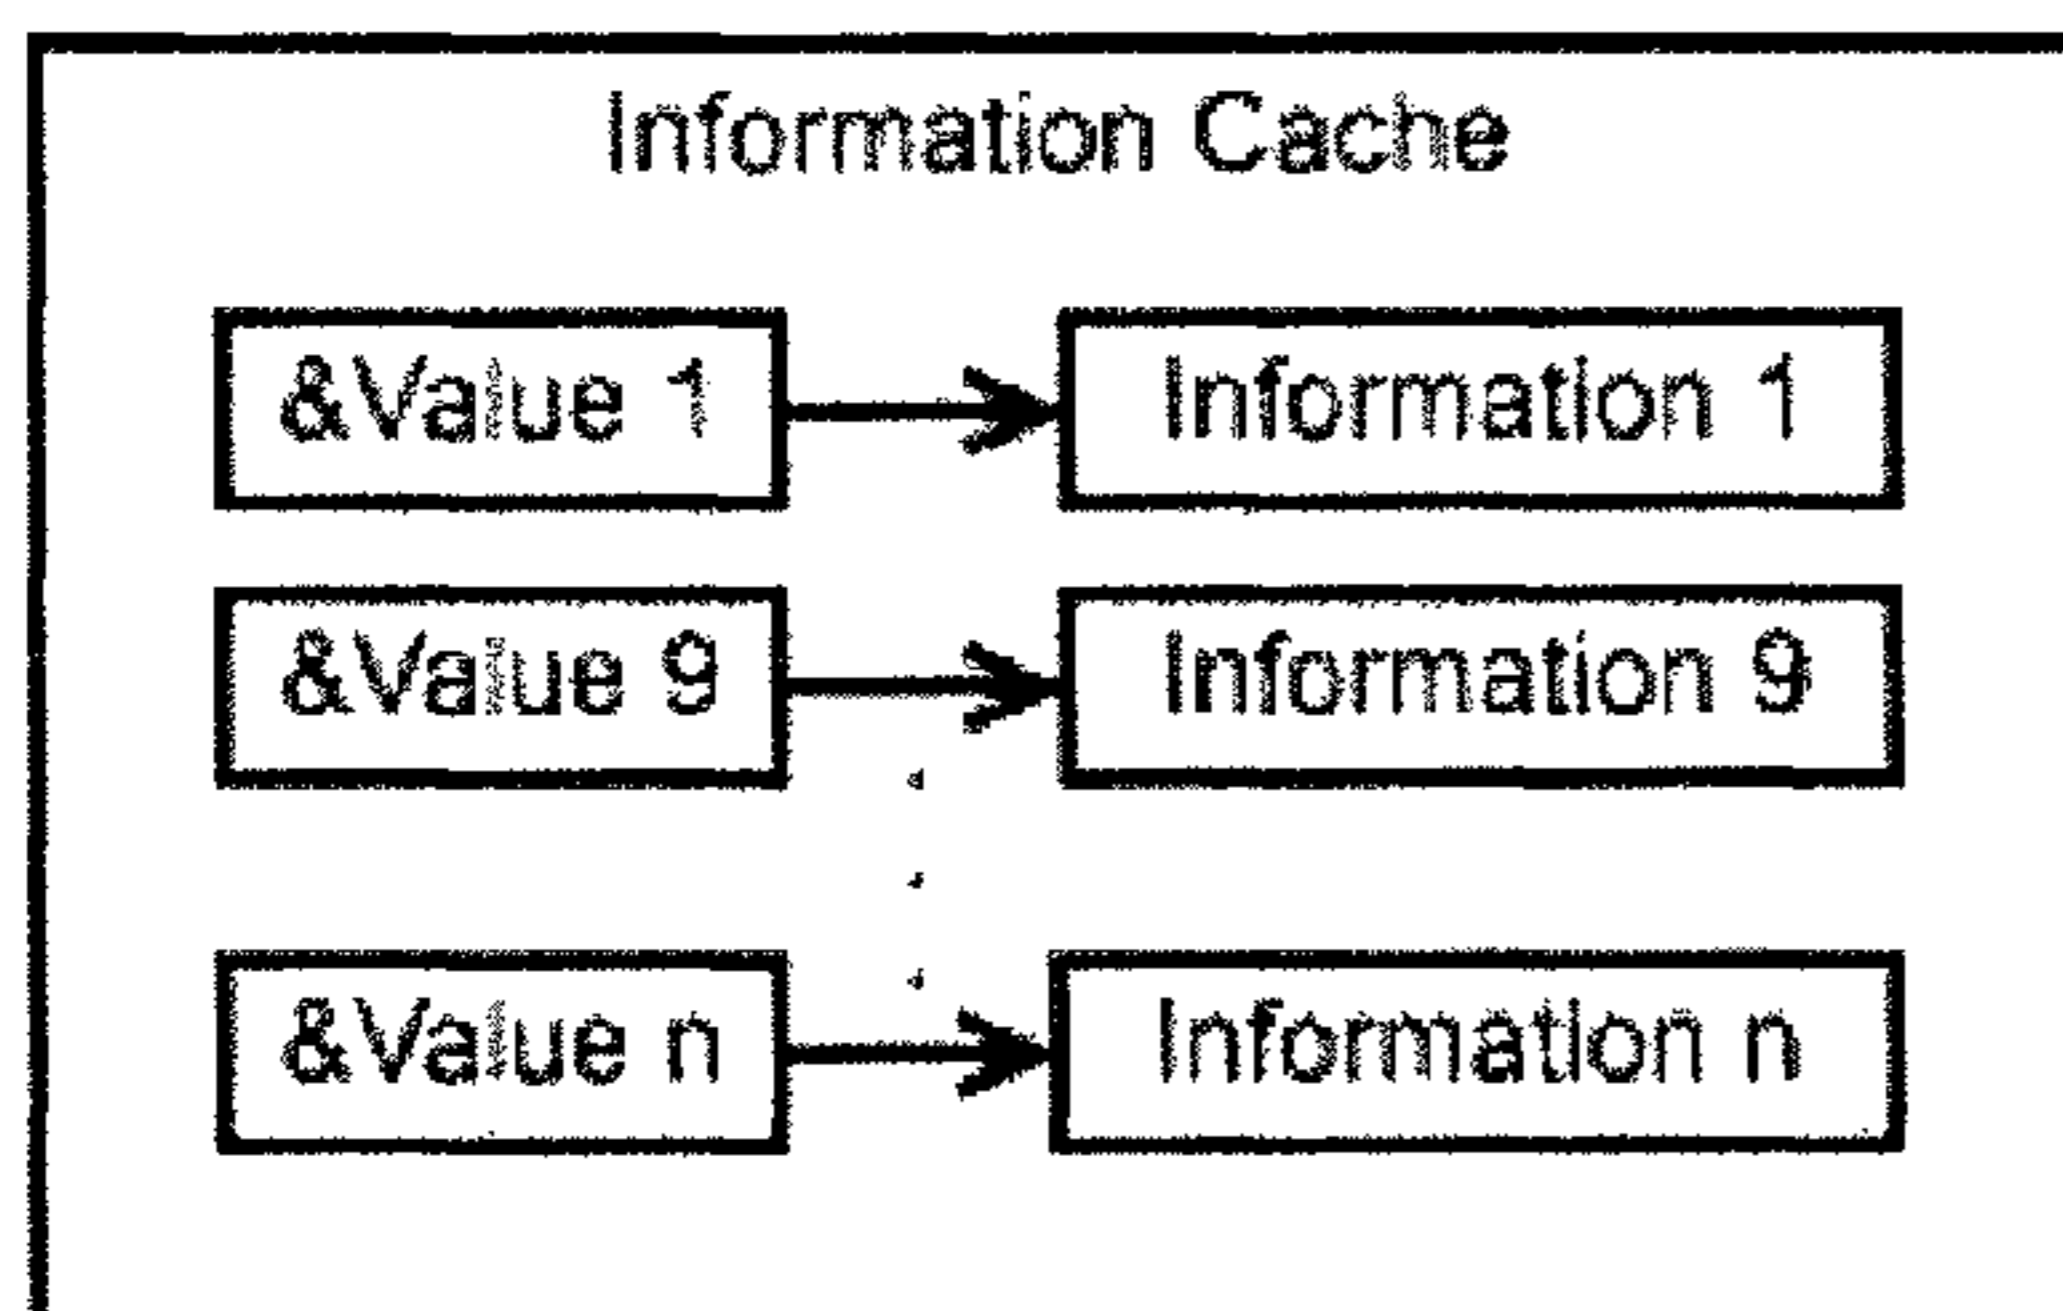 Information Cache
&Value 1
Information 1
&Value 9
Information 9
&Value n
Information n